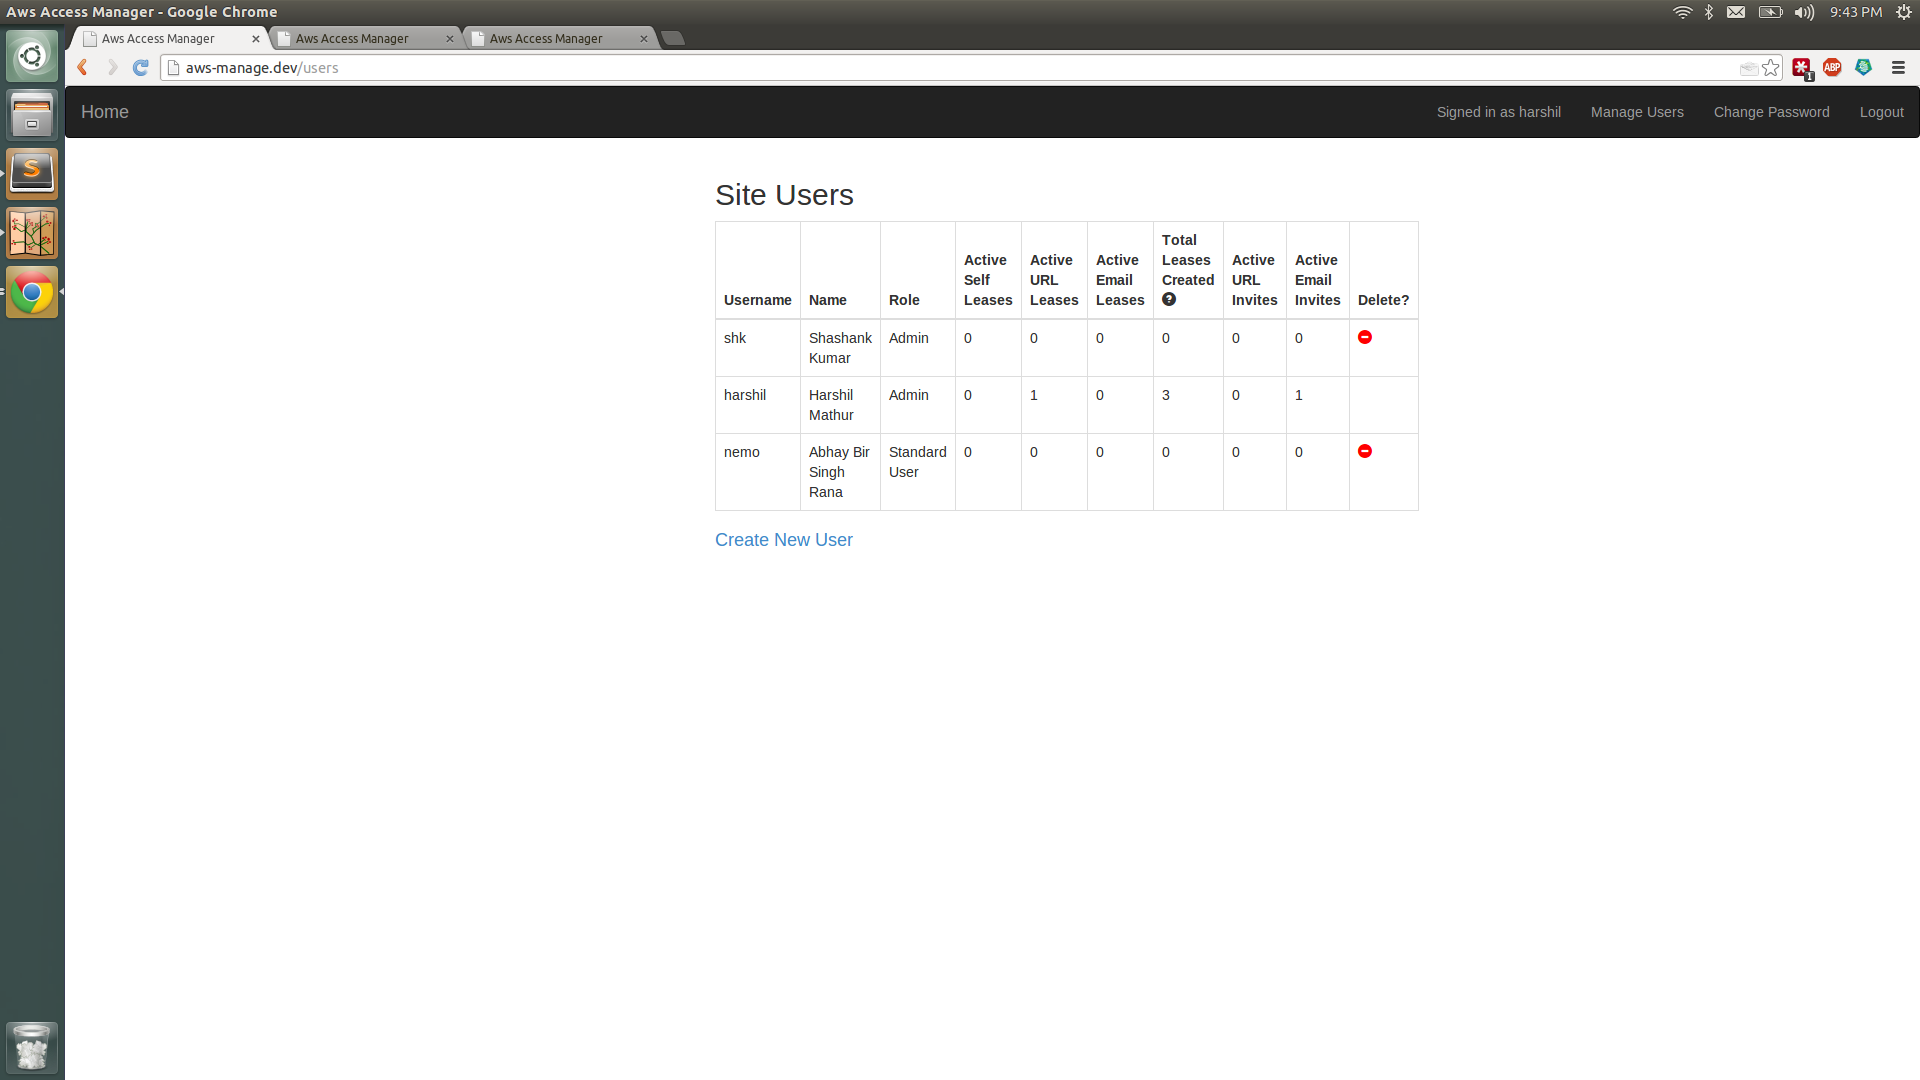 Aws Access Manager - Google Chrome
9:43 PM
Aws Access Manager
Aws Access Manager
Aws Access Manager
aws-manage.dev/users
ABP
1
Home
Signed in as harshil
Manage Users
Change Password
Logout
Site Users
Username
Name
Role
Active
Self
Leases
Active
URL
Leases
Active
Email
Leases
Total
Leases
Created
?
Active
URL
Invites
Active
Email
Invites
Delete?
shk
Shashank
Kumar
Admin
0
0
0
0
0
0
harshil
Harshil
Mathur
Admin
0
1
0
3
0
1
nemo
Abhay Bir
Singh
Rana
Standard
User
0
0
0
0
0
0
Create New User
S